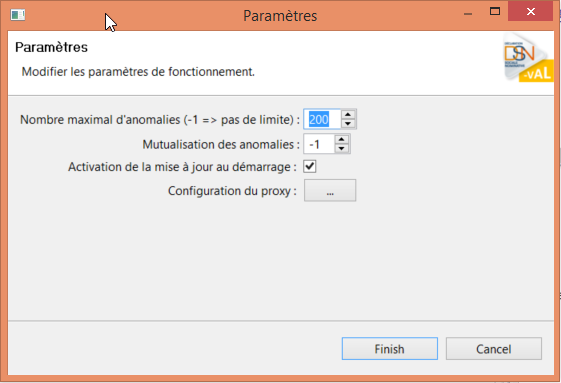 Paramètres
Paramètres
Modifier les paramètres de fonctionnement.
DSN
-VAL
Nombre maximal d'anomalies (-1 => pas de limite) : 200
Mutualisation des anomalies : -1
Activation de la mise à jour au démarrage :
Configuration du proxy : ...
Finish Cancel